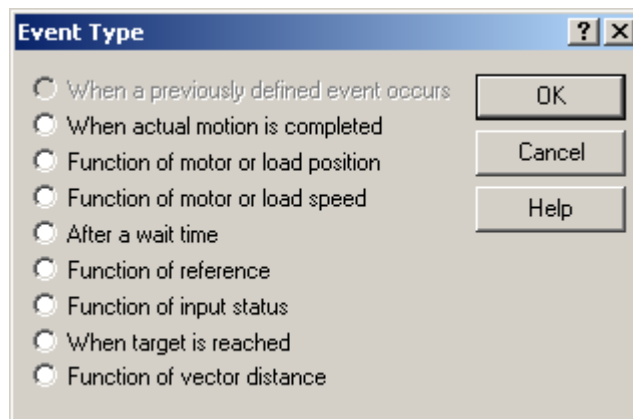 Event Type
When a previously defined event occurs
When actual motion is completed
Function of motor or load position
Function of motor or load speed
After a wait time
Function of reference
Function of input status
When target is reached
Function of vector distance
OK
Cancel
Help